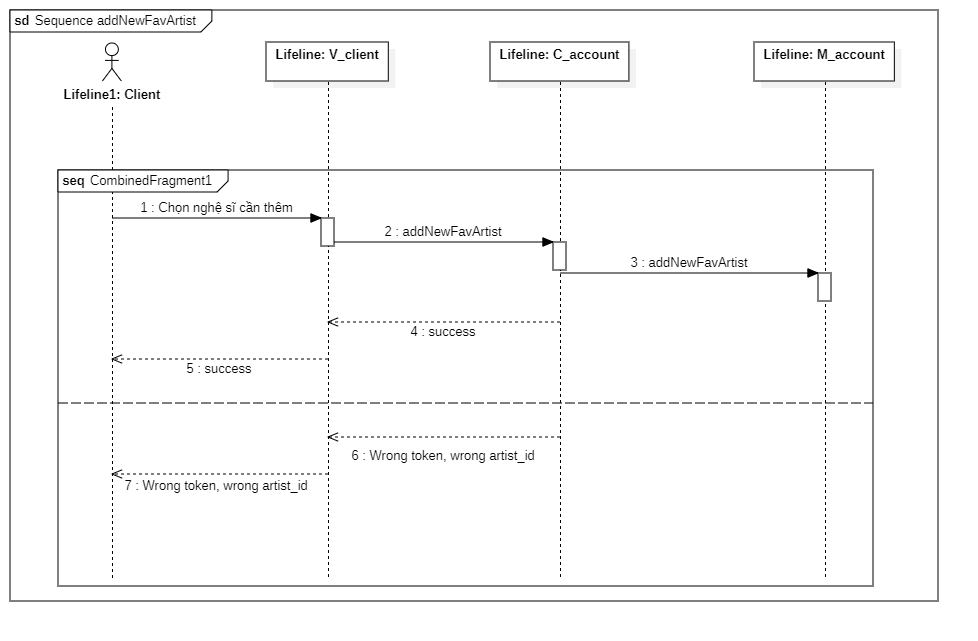 sd Sequence addNewFavArtist
Lifeline1: Client
Lifeline: V_client
Lifeline: C_account
Lifeline: M_account
seq CombinedFragment1
1 : Chọn nghệ sĩ cần thêm
2 : addNewFavArtist
3 : addNewFavArtist
4 : success
5 : success
6 : Wrong token, wrong artist_id
7 : Wrong token, wrong artist_id